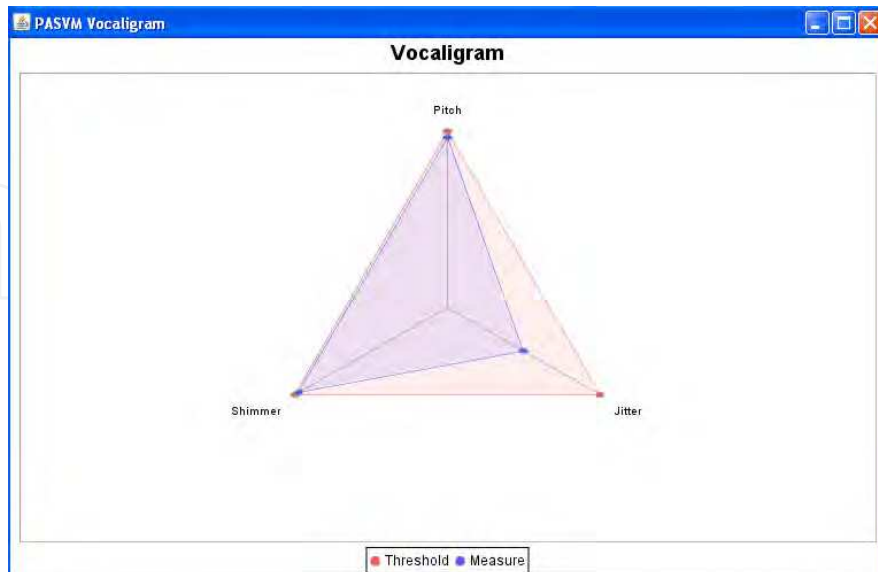 PASVM Vocaligram
Vocaligram
Pitch
Shimmer
Jitter
Threshold Measure